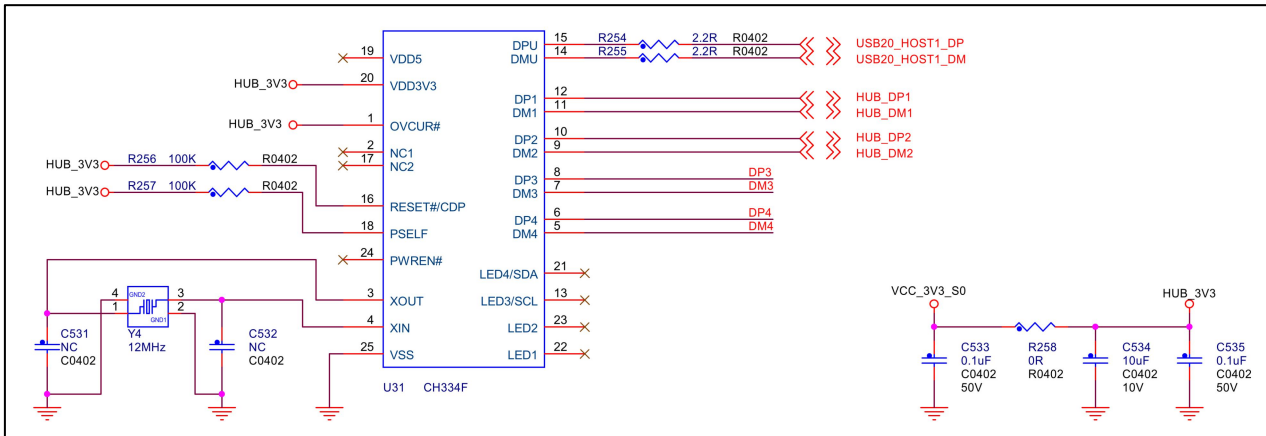 15 R254 2.2R R0402 USB20_HOST1_DP
DPU
19 14 R255 2.2R R0402 USB20_HOST1_DM
VDD5 DMU
20
HUB_3V3 VDD3V3
12 HUB_DP1
DP1
11 HUB_DM1
DM1
1
HUB_3V3 OVCUR#
10 HUB_DP2
DP2
2 9 HUB_DM2
NC1 DM2
17
NC2
HUB_3V3 R256 100K R0402
8 DP3
DP3
7 DM3
DM3
HUB_3V3 R257 100K R0402
16
RESET#/CDP
6 DP4
DP4
18 5 DM4
PSELF DM4
24
PWREN#
21
LED4/SDA
3 13
XOUT LED3/SCL
4 GND2 3
1 GND1 2
4 23
XIN LED2
25 22
VSS LED1
C531
NC
C0402
Y4
12MHz
C532
NC
C0402
U31 CH334F
VCC_3V3_S0 HUB_3V3
C533
0.1uF
C0402
50V
R258
0R
R0402
C534
10uF
C0402
10V
C535
0.1uF
C0402
50V